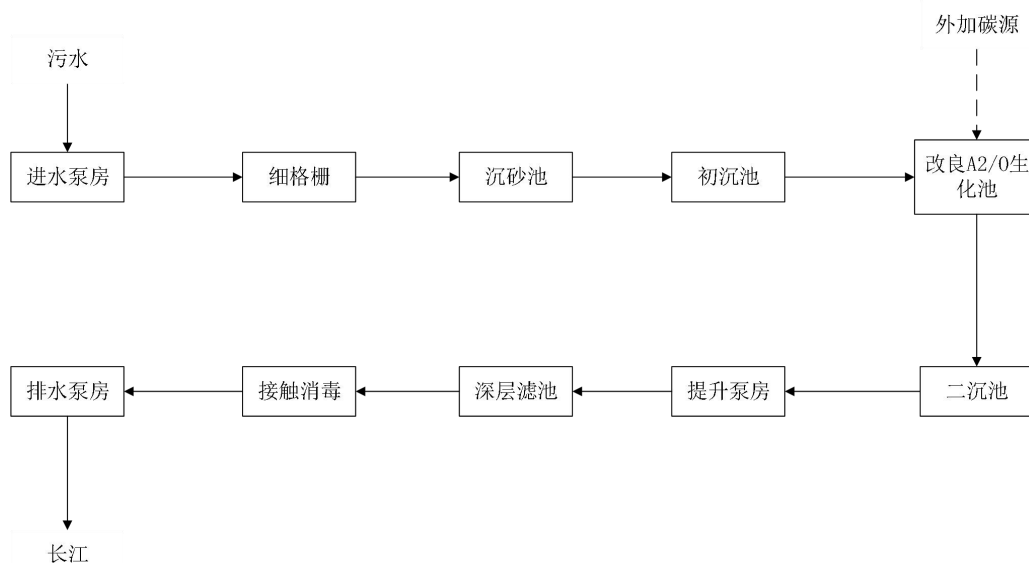 外加碳源
污水
进水泵房
细格栅
沉砂池
初沉池
改良A2/O生
化池
排水泵房
接触消毒
深层滤池
提升泵房
二沉池
长江